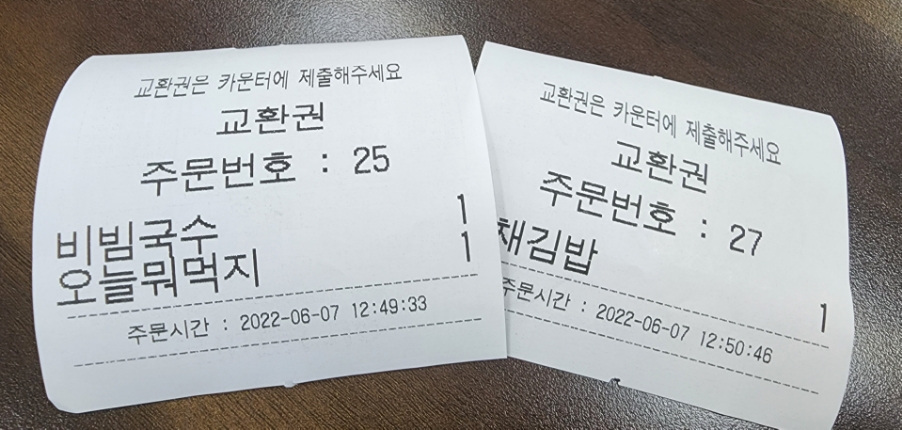 교환권은 카운터에 제출해주세요
교환권
주문번호 : 25
비빔국수 1
오늘뭐먹지 1
주문시간 : 2022-06-07 12:49:33
교환권은 카운터에 제출해주세요
교환권
주문번호 : 27
채김밥 1
주문시간 : 2022-06-07 12:50:46